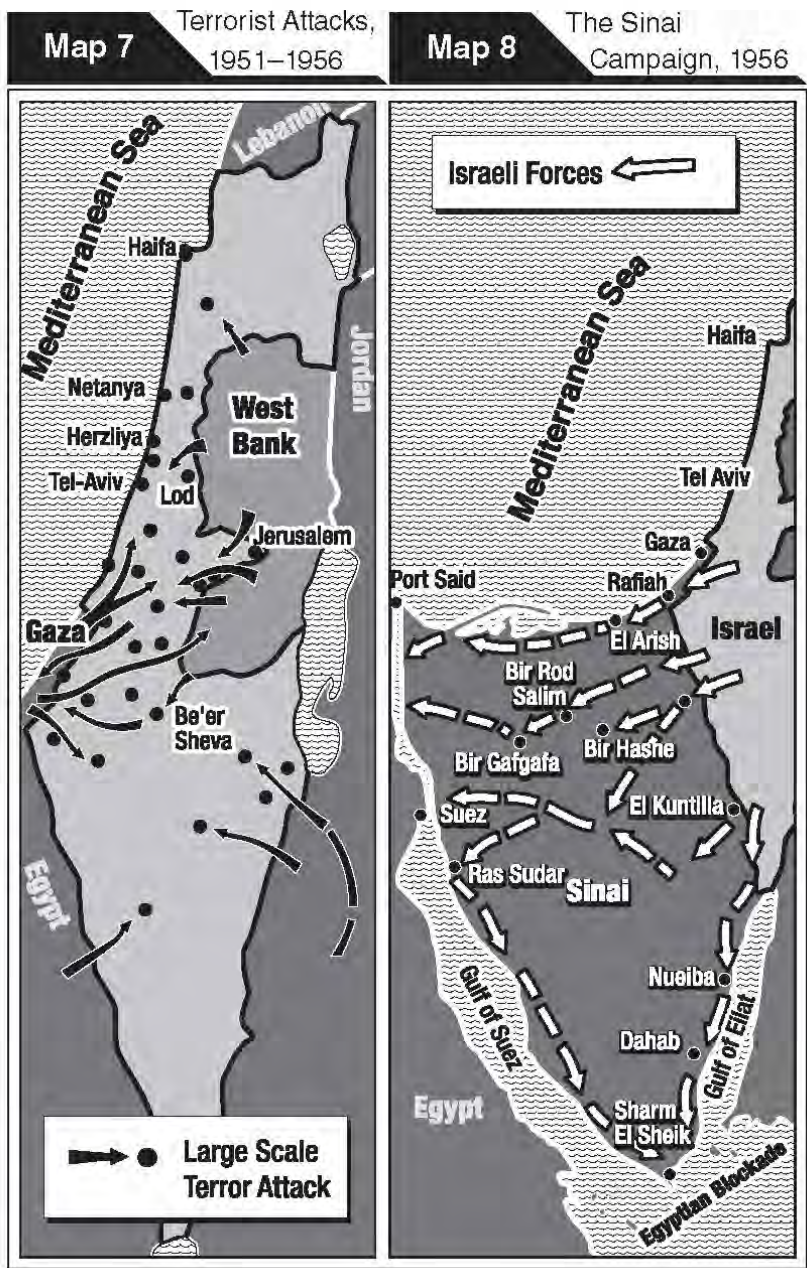 Map 7
Terrorist Attacks,
1951–1956
Map 8
The Sinai
Campaign, 1956
Mediterranean Sea
Lebanon
Haifa
Jordan
Netanya
West
Bank
Herzliya
Tel-Aviv
Lod
Jerusalem
Gaza
Be'er
Sheva
Egypt
Large Scale
Terror Attack
Israeli Forces
Mediterranean Sea
Haifa
Tel Aviv
Gaza
Port Said
Rafiah
El Arish
Israel
Bir Rod
Salim
Bir Gafgafa
Bir Hashe
El Kuntilla
Suez
Ras Sudar
Sinai
Nueiba
Gulf of Suez
Dahab
Gulf of Eilat
Egypt
Sharm
El Sheik
Egyptian Blockade